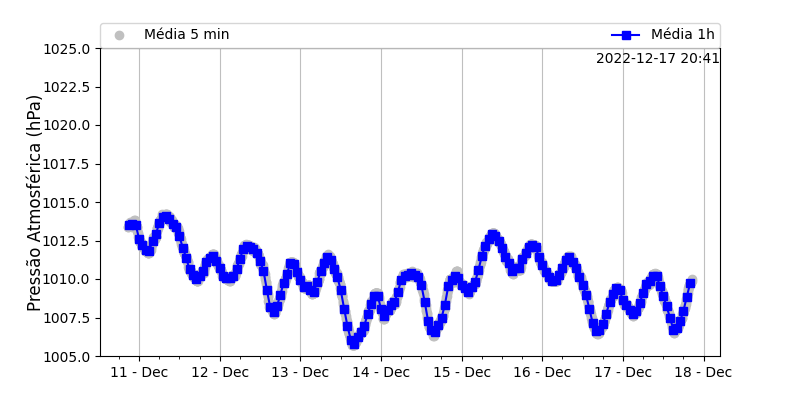 Média 5 min
Média 1h
2022-12-17 20:41
Pressão Atmosférica (hPa)
1025.0
1022.5
1020.0
1017.5
1015.0
1012.5
1010.0
1007.5
1005.0
11 - Dec
12 - Dec
13 - Dec
14 - Dec
15 - Dec
16 - Dec
17 - Dec
18 - Dec